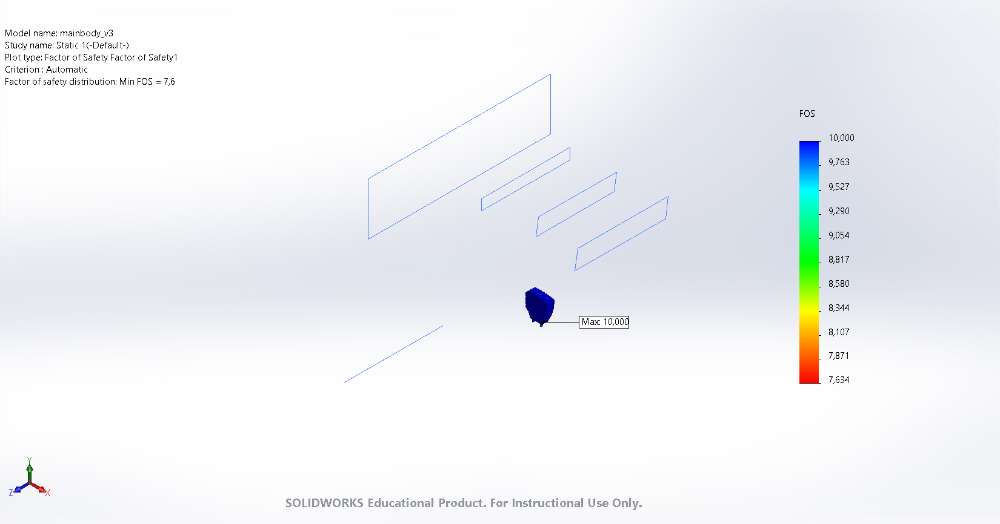 Model name: mainbody_v3
Study name: Static 1(-Default-)
Plot type: Factor of Safety Factor of Safety1
Criterion : Automatic
Factor of safety distribution: Min FOS = 7,6
FOS
10,000
9,763
9,527
9,290
9,054
8,817
8,580
8,344
8,107
7,871
7,634
Max: 10,000
Y
Z
X
SOLIDWORKS Educational Product. For Instructional Use Only.